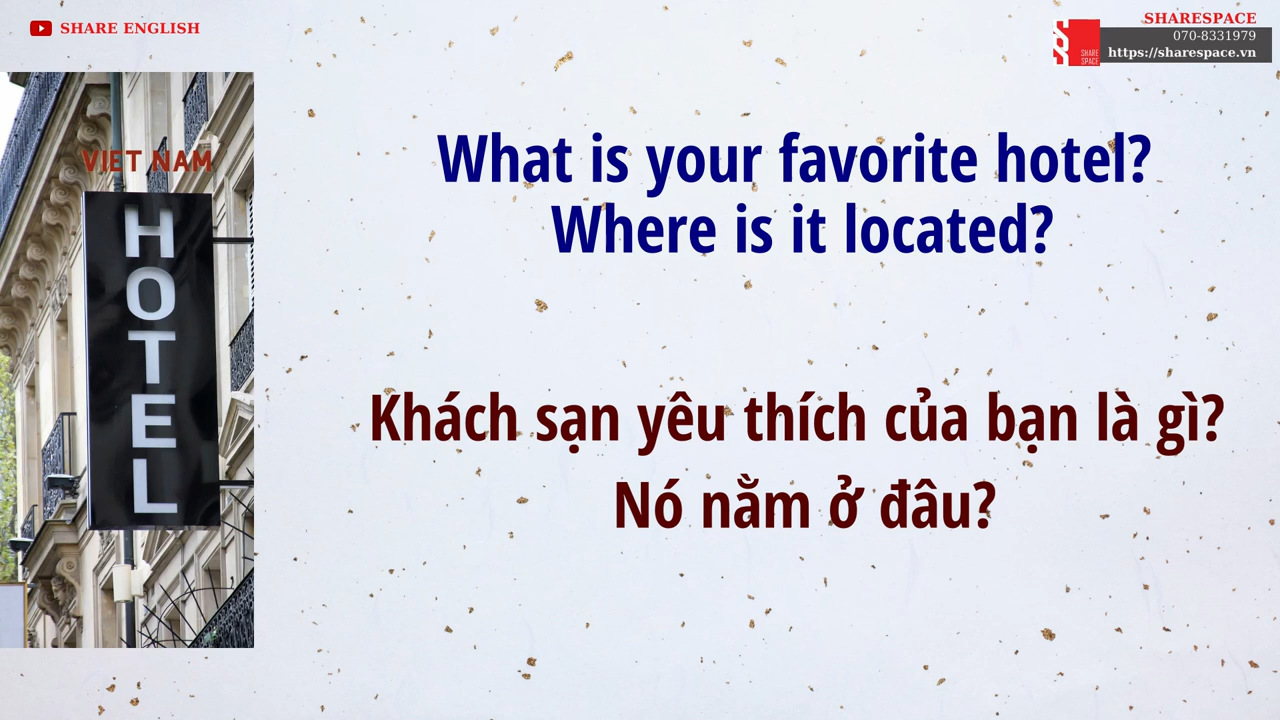 SHARE ENGLISH
SHARESPACE
070-8331979
https://sharespace.vn
SHARE
SPACE
VIET NAM
HOTEL
What is your favorite hotel?
Where is it located?
Khách sạn yêu thích của bạn là gì?
Nó nằm ở đâu?